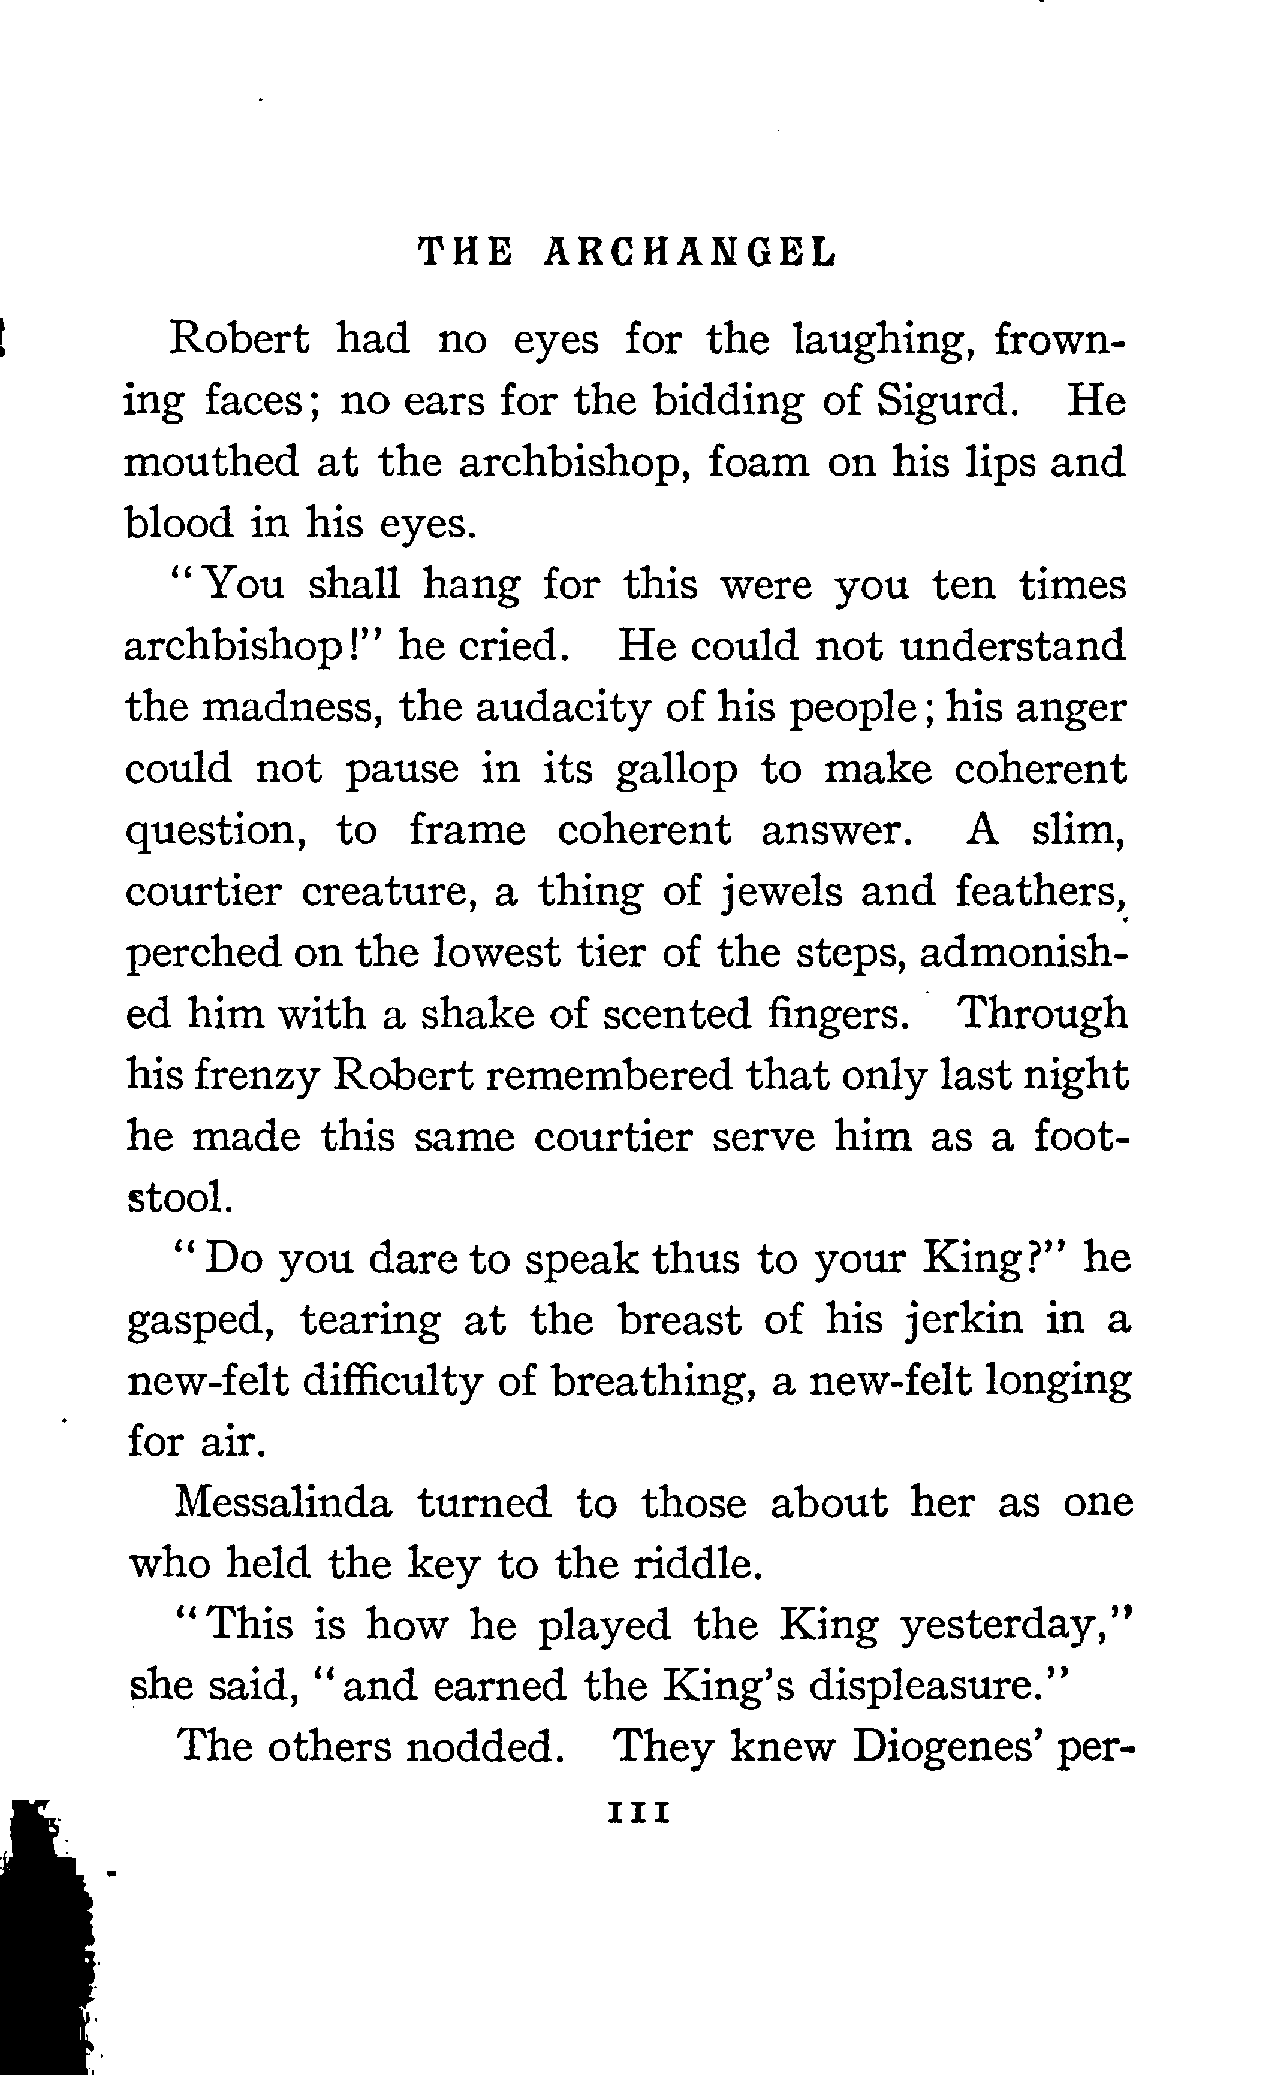 THE ARCHANGEL
Robert had no eyes for the laughing, frown-
ing faces; no ears for the bidding of Sigurd. He
mouthed at the archbishop, foam on his lips and
blood in his eyes.
"You shall hang for this were you ten times
archbishop!" he cried. He could not understand
the madness, the audacity of his people; his anger
could not pause in its gallop to make coherent
question, to frame coherent answer. A slim,
courtier creature, a thing of jewels and feathers,
perched on the lowest tier of the steps, admonish-
ed him with a shake of scented fingers. Through
his frenzy Robert remembered that only last night
he made this same courtier serve him as a foot-
stool.
"Do you dare to speak thus to your King?" he
gasped, tearing at the breast of his jerkin in a
new-felt difficulty of breathing, a new-felt longing
for air.
Messalinda turned to those about her as one
who held the key to the riddle.
"This is how he played the King yesterday,"
she said, "and earned the King's displeasure."
The others nodded. They knew Diogenes' per-
111